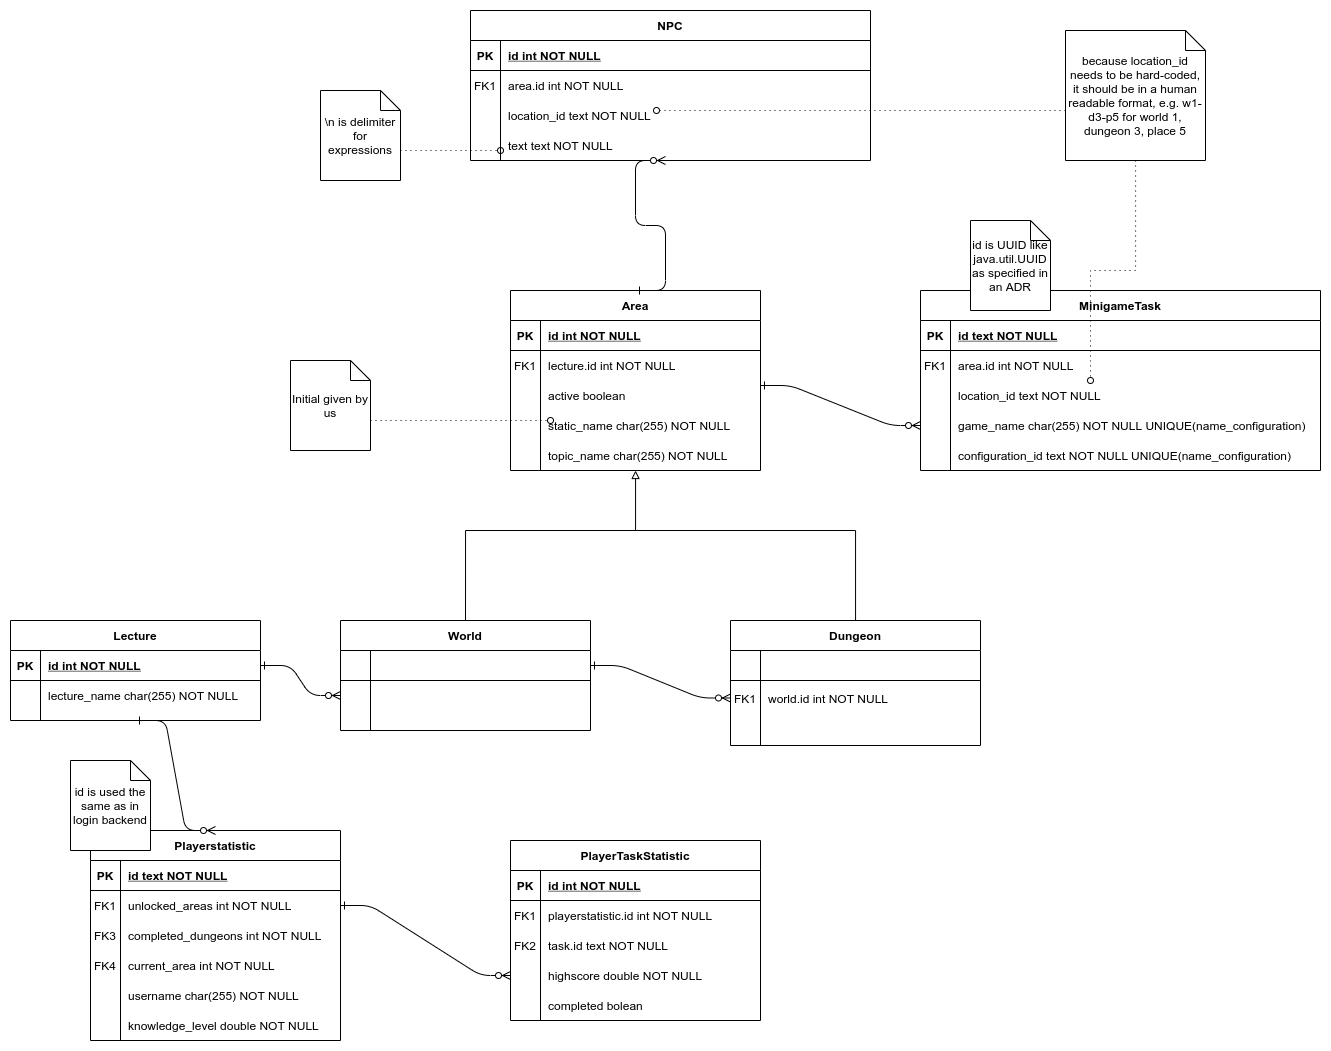 NPC
PK id int NOT NULL
FK1 area.id int NOT NULL
location_id text NOT NULL
text text NOT NULL
\n is delimiter
for
expressions
because location_id
needs to be hard-coded,
it should be in a human
readable format, e.g. w1-
d3-p5 for world 1,
dungeon 3, place 5
id is UUID like
java.util.UUID
as specified in
an ADR
Area
PK id int NOT NULL
FK1 lecture.id int NOT NULL
active boolean
static_name char(255) NOT NULL
topic_name char(255) NOT NULL
Initial given by
us
MinigameTask
PK id text NOT NULL
FK1 area.id int NOT NULL
location_id text NOT NULL
game_name char(255) NOT NULL UNIQUE(name_configuration)
configuration_id text NOT NULL UNIQUE(name_configuration)
Lecture
PK id int NOT NULL
lecture_name char(255) NOT NULL
World
Dungeon
FK1 world.id int NOT NULL
id is used the
same as in
login backend
Playerstatistic
PK id text NOT NULL
FK1 unlocked_areas int NOT NULL
FK3 completed_dungeons int NOT NULL
FK4 current_area int NOT NULL
username char(255) NOT NULL
knowledge_level double NOT NULL
PlayerTaskStatistic
PK id int NOT NULL
FK1 playerstatistic.id int NOT NULL
FK2 task.id text NOT NULL
highscore double NOT NULL
completed bolean